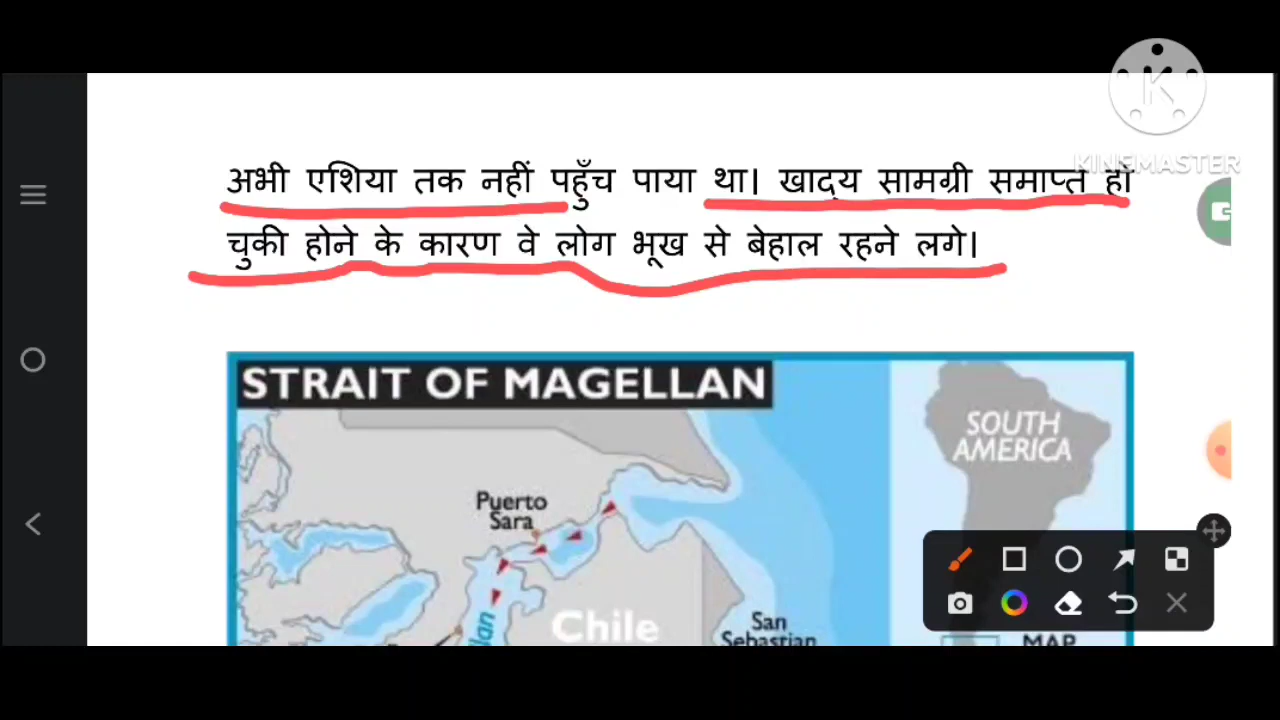 KINEMASTER
अभी एशिया तक नहीं पहुँच पाया था। खाद्य सामग्री समाप्त हो
चुकी होने के कारण वे लोग भूख से बेहाल रहने लगे।
STRAIT OF MAGELLAN
SOUTH
AMERICA
Puerto
Sara
Chile
San
Sebastian
MAP